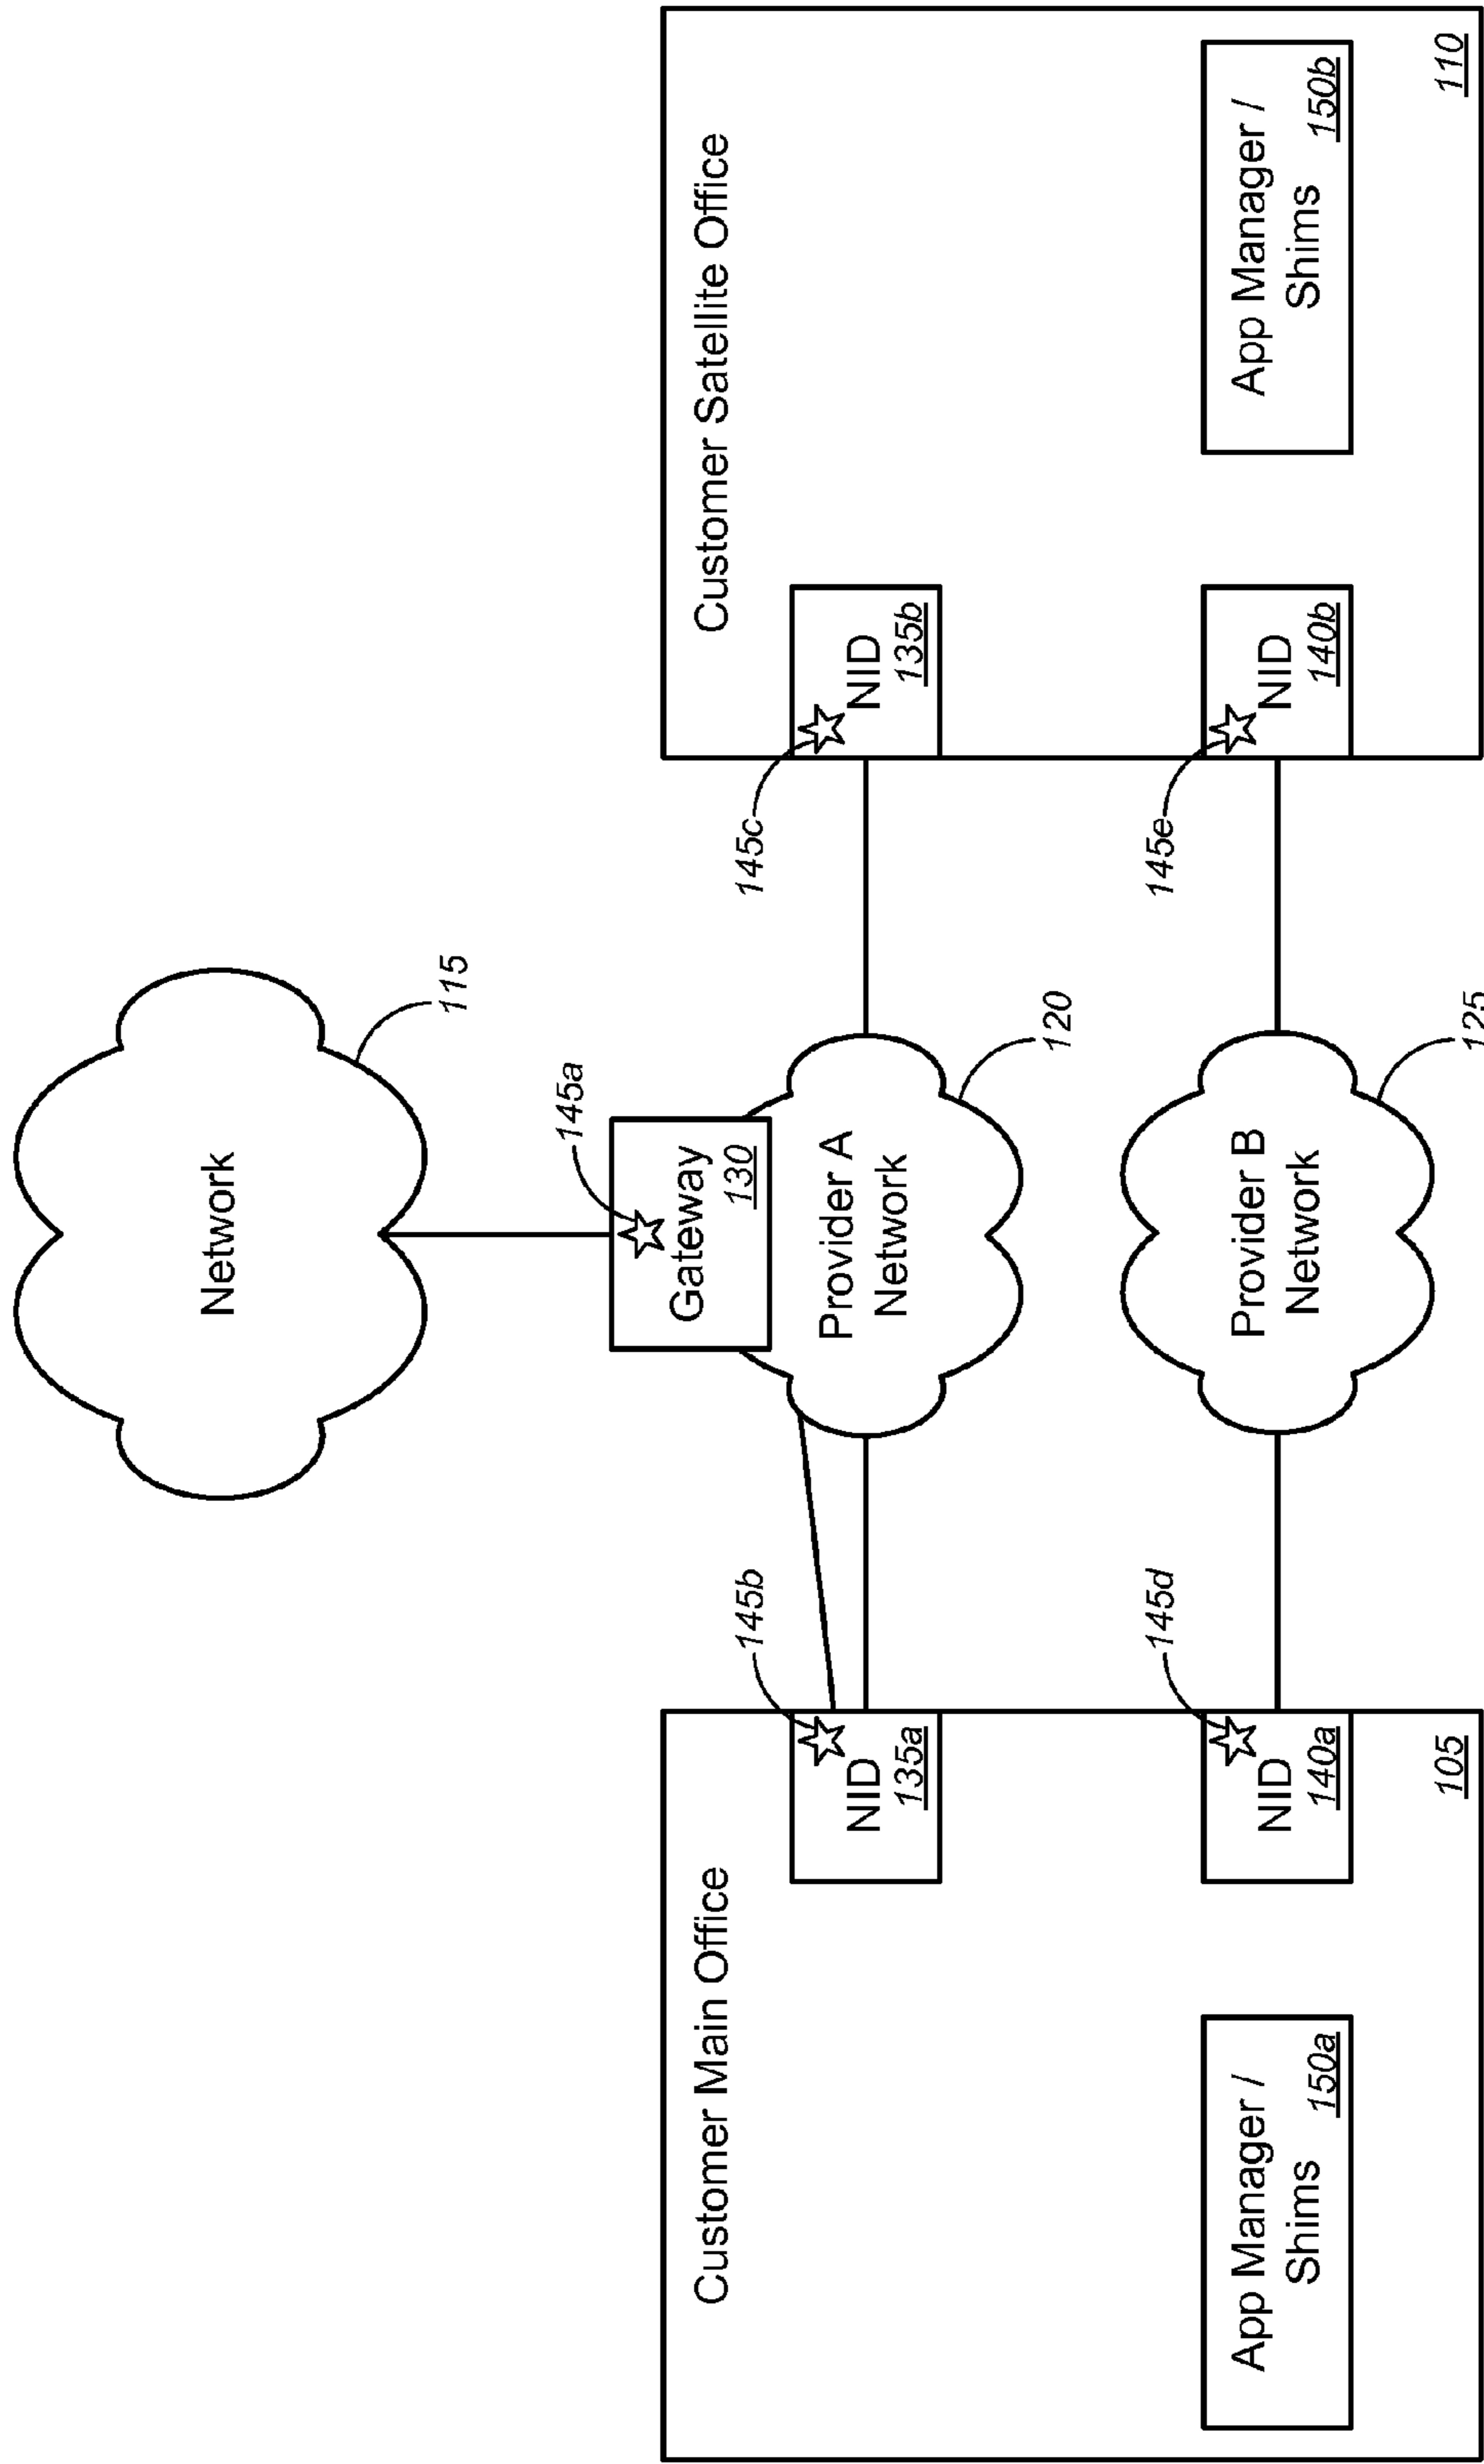 Network
115
145a
Gateway
130
Customer Main Office
145b
NID
135a
Provider A
Network
120
145c
NID
135b
Customer Satellite Office
App Manager /
Shims
150a
145d
NID
140a
105
Provider B
Network
125
145e
NID
140b
App Manager /
Shims
150b
110